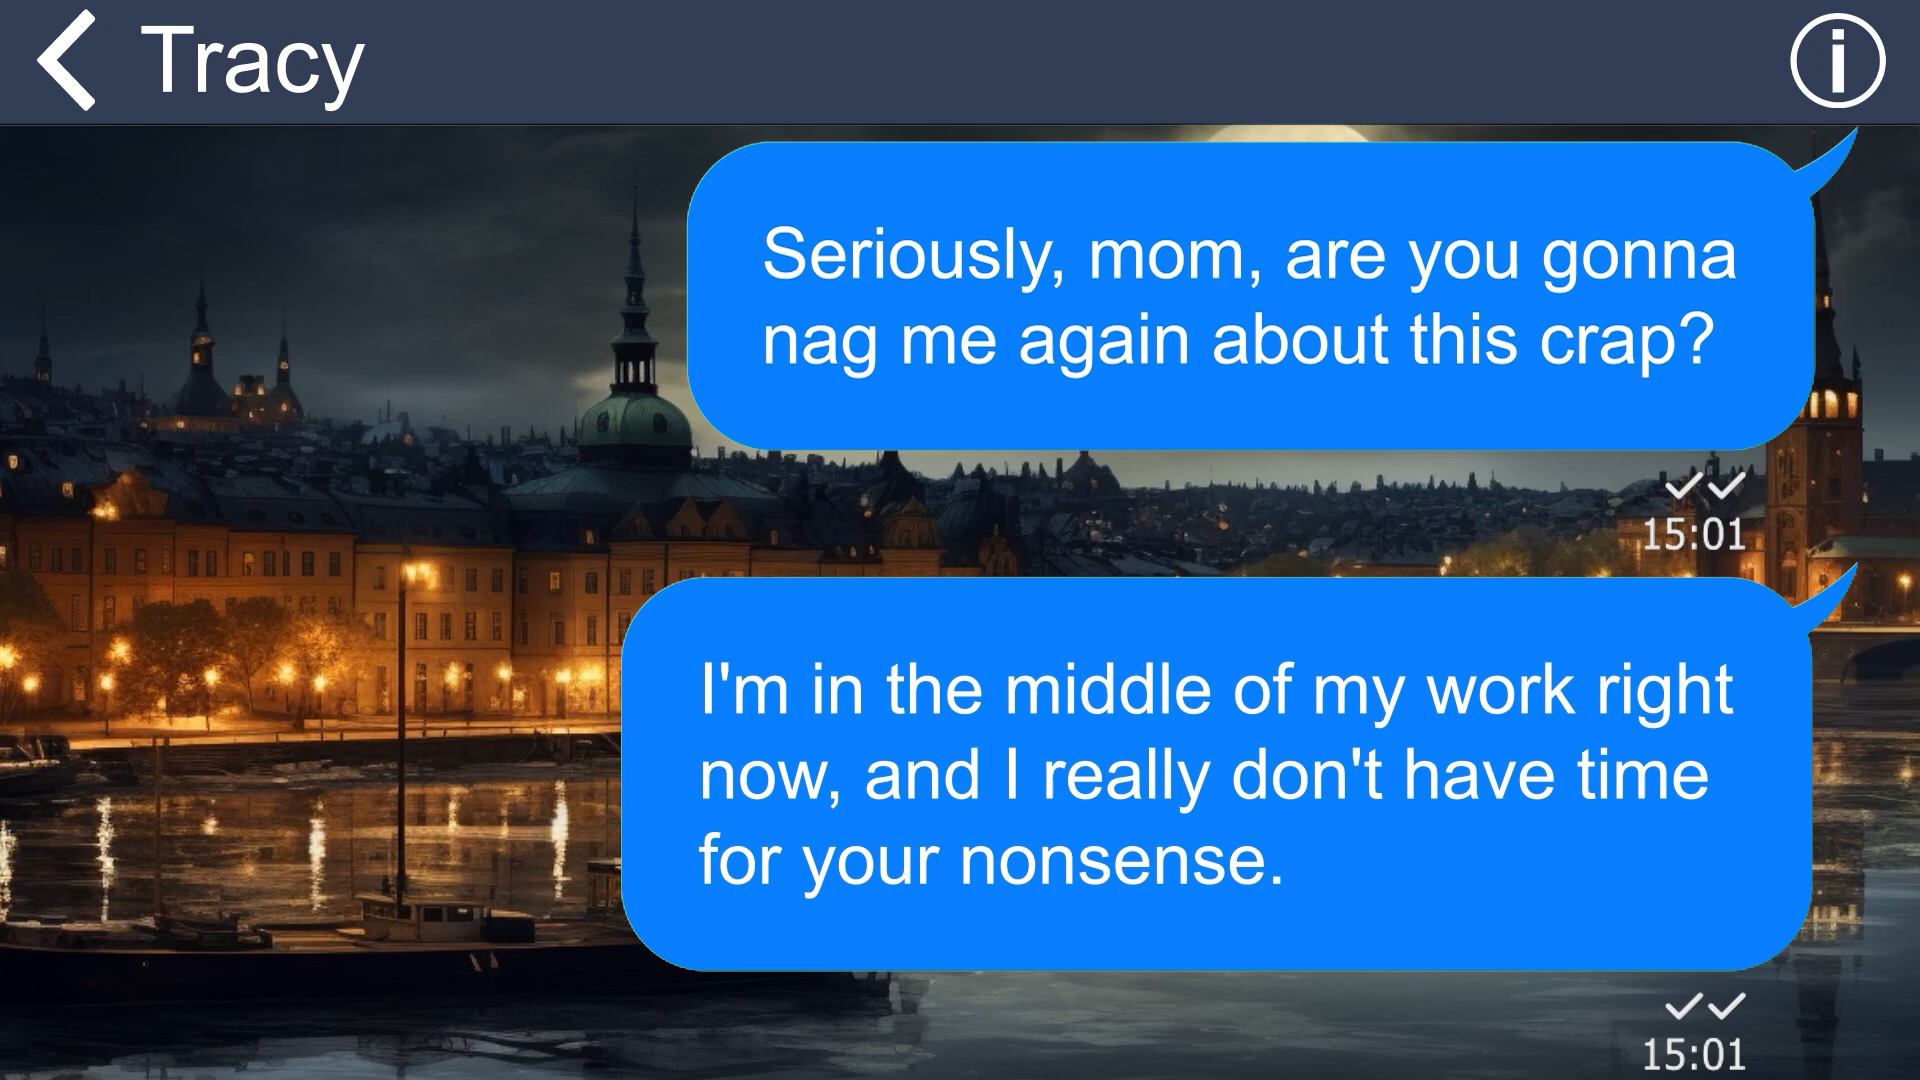 Tracy
Seriously, mom, are you gonna
nag me again about this crap?
15:01
I'm in the middle of my work right
now, and I really don't have time
for your nonsense.
15:01